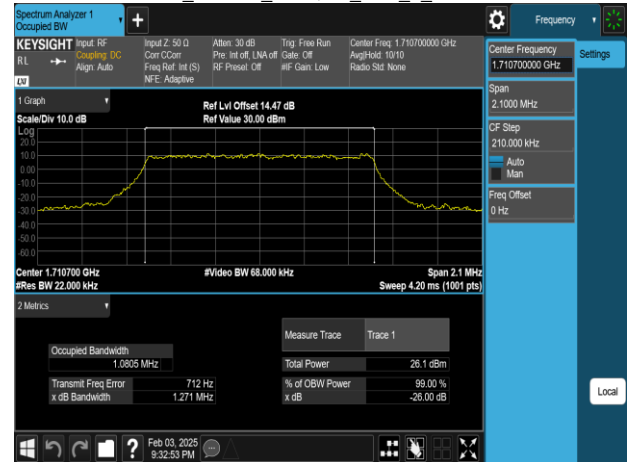 Spectrum Analyzer 1
Occupied BW
Frequency
KEYSIGHT
RL
LXI
Input: RF
Coupling: DC
Align: Auto
Input Z: 50 Ω
Corr CCorr
Freq Ref: Int (S)
NFE: Adaptive
Atten: 30 dB
Pre: Int off, LNA off
RF Preset: Off
Trig: Free Run
Gate: Off
#IF Gain: Low
Center Freq: 1.710700000 GHz
Avg|Hold: 10/10
Radio Std: None
1 Graph
Scale/Div 10.0 dB
Ref Lvl Offset 14.47 dB
Ref Value 30.00 dBm
Log
20.0
10.0
0.00
-10.0
-20.0
-30.0
-40.0
-50.0
-60.0
Center 1.710700 GHz
#Res BW 22.000 kHz
#Video BW 68.000 kHz
Span 2.1 MHz
Sweep 4.20 ms (1001 pts)
2 Metrics
Measure Trace Trace 1
Occupied Bandwidth
1.0805 MHz
Total Power 26.1 dBm
Transmit Freq Error 712 Hz
% of OBW Power 99.00 %
x dB Bandwidth 1.271 MHz
x dB -26.00 dB
Center Frequency
1.710700000 GHz
Settings
Span
2.1000 MHz
CF Step
210.000 kHz
Auto
Man
Freq Offset
0 Hz
Local
Feb 03, 2025
9:32:53 PM